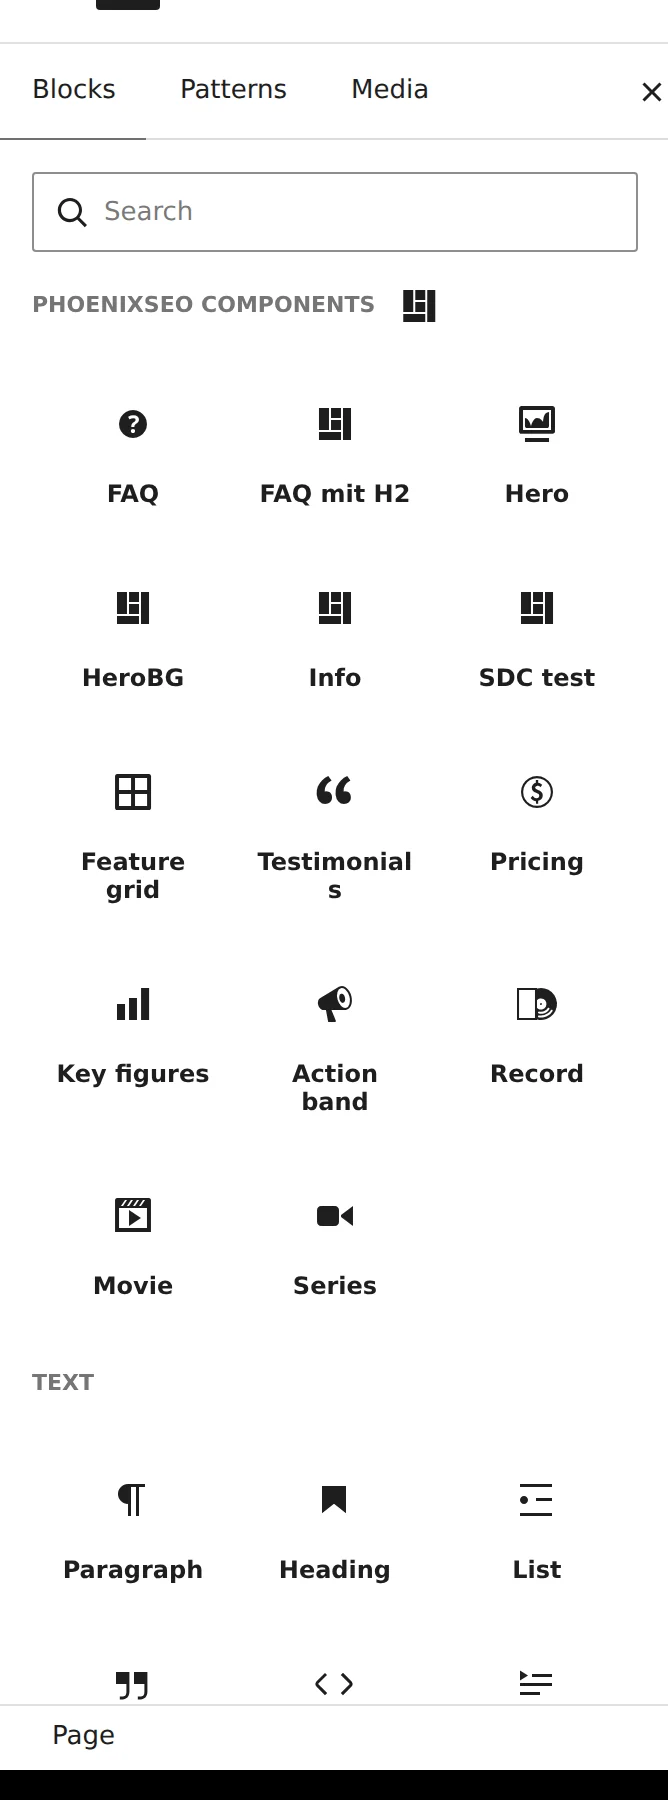 Blocks Patterns Media
Search
PHOENIXSEO COMPONENTS
FAQ FAQ mit H2 Hero
HeroBG Info SDC test
Feature
grid
Testimonial
s
Pricing
Key figures
Action
band
Record
Movie Series
TEXT
Paragraph Heading List
Page